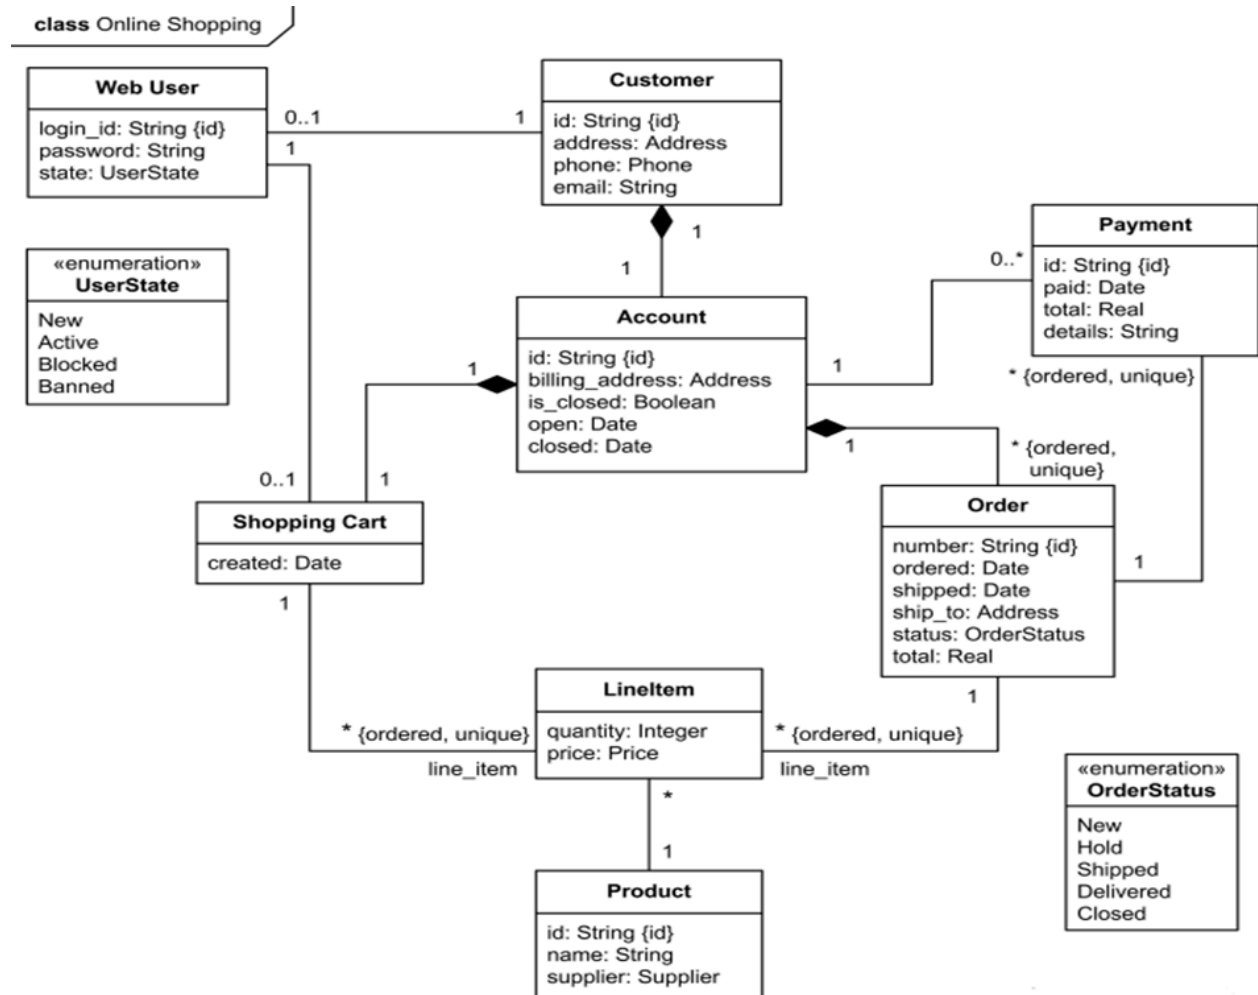 class Online Shopping
Web User
login_id: String {id}
password: String
state: UserState
0..1
1
1
Customer
id: String {id}
address: Address
phone: Phone
email: String
1
1
«enumeration»
UserState
New
Active
Blocked
Banned
Account
id: String {id}
billing_address: Address
is_closed: Boolean
open: Date
closed: Date
1
1
1
0..*
Payment
id: String {id}
paid: Date
total: Real
details: String
* {ordered, unique}
* {ordered,
unique}
0..1
1
Shopping Cart
created: Date
1
Order
number: String {id}
ordered: Date
shipped: Date
ship_to: Address
status: OrderStatus
total: Real
1
1
* {ordered, unique}
line_item
LineItem
quantity: Integer
price: Price
* {ordered, unique}
line_item
*
1
Product
id: String {id}
name: String
supplier: Supplier
«enumeration»
OrderStatus
New
Hold
Shipped
Delivered
Closed